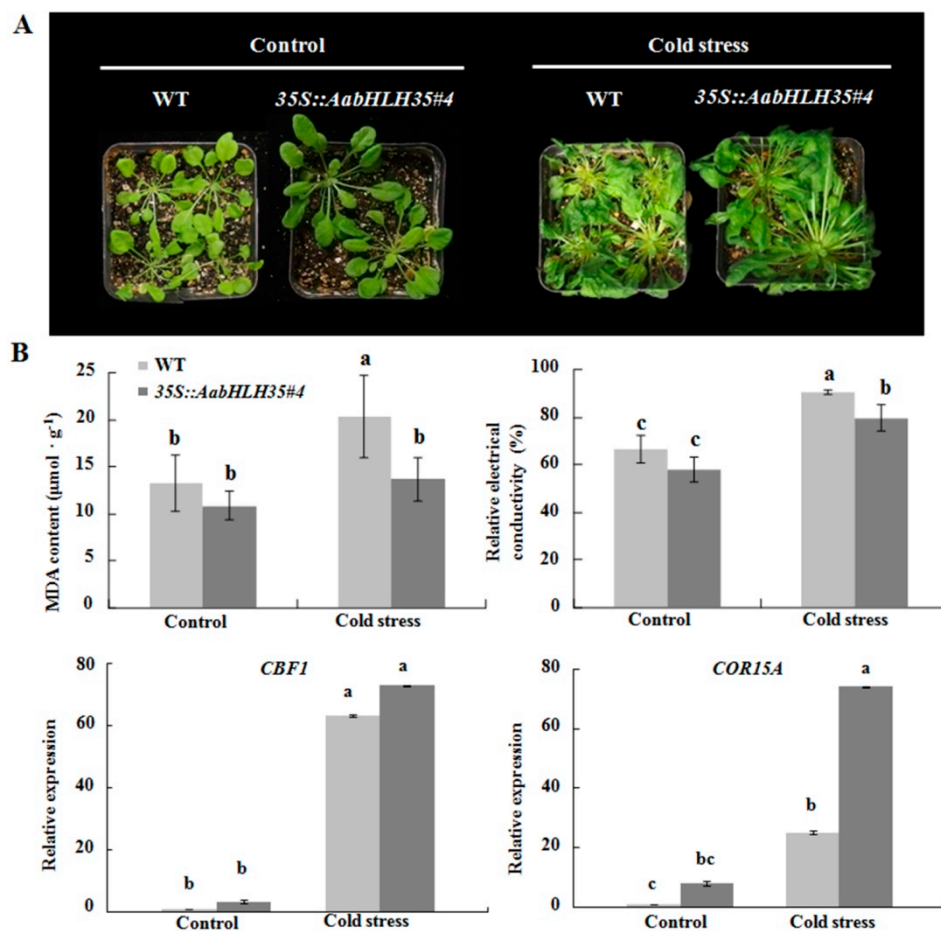 A
Control
Cold stress
WT
35S::AabHLH35#4
WT
35S::AabHLH35#4
B
WT
35S::AabHLH35#4
MDA content (μmol · g⁻¹)
25
20
15
10
5
0
b
b
a
b
Control
Cold stress
Relative electrical
conductivity (%)
100
80
60
40
20
0
c
c
a
b
Control
Cold stress
CBF1
Relative expression
80
60
40
20
0
b
b
a
a
Control
Cold stress
COR15A
Relative expression
80
60
40
20
0
c
bc
b
a
Control
Cold stress